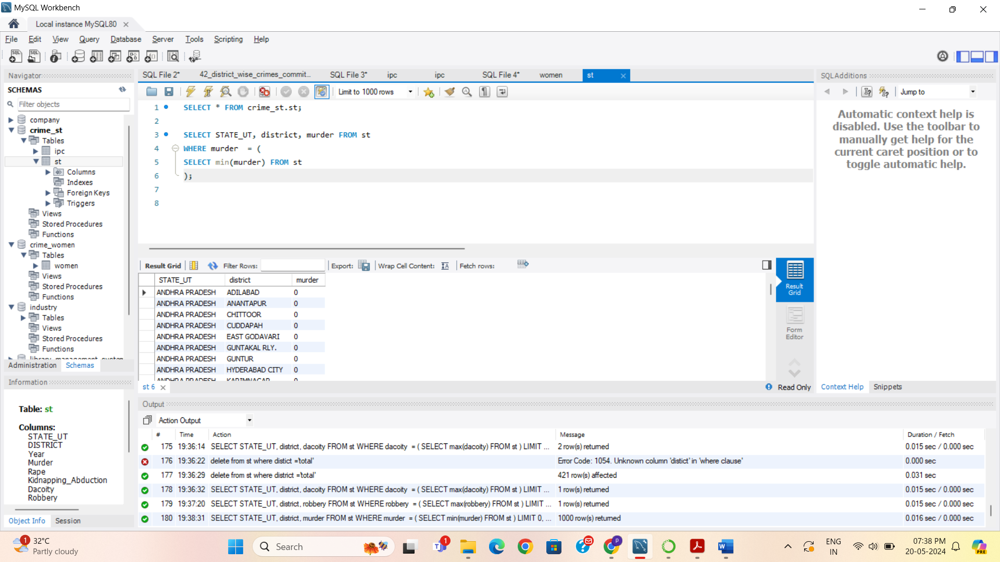 MySQL Workbench
Local instance MySQL80
File Edit View Query Database Server Tools Scripting Help
Navigator
SCHEMAS
Filter objects
company
crime_st
Tables
ipc
st
Columns
Indexes
Foreign Keys
Triggers
Views
Stored Procedures
Functions
crime_women
Tables
women
Views
Stored Procedures
Functions
industry
Tables
Views
Stored Procedures
Functions
library_management_system
Administration Schemas
Information
Table: st
Columns:
STATE_UT
DISTRICT
Year
Murder
Rape
Kidnapping_Abduction
Dacoity
Robbery
Object Info Session
SQL File 2* 42_district_wise_crimes_commit... SQL File 3* ipc ipc SQL File 4* women st
Limit to 1000 rows
1 SELECT * FROM crime_st.st;
2
3 SELECT STATE_UT, district, murder FROM st
4 WHERE murder  = (
5 SELECT min(murder) FROM st
6 );
7
8
Result Grid Filter Rows: Export: Wrap Cell Content: Fetch rows:
STATE_UT district murder
ANDHRA PRADESH ADILABAD 0
ANDHRA PRADESH ANANTAPUR 0
ANDHRA PRADESH CHITTOOR 0
ANDHRA PRADESH CUDDAPAH 0
ANDHRA PRADESH EAST GODAVARI 0
ANDHRA PRADESH GUNTAKAL RLY. 0
ANDHRA PRADESH GUNTUR 0
ANDHRA PRADESH HYDERABAD CITY 0
ANDHRA PRADESH KARIMNAGAR 0
Result
Grid
Form
Editor
st 6
Read Only
SQLAdditions
Jump to
Automatic context help is
disabled. Use the toolbar to
manually get help for the
current caret position or to
toggle automatic help.
Context Help Snippets
Output
Action Output
# Time Action Message Duration / Fetch
175 19:36:14 SELECT STATE_UT, district, dacoity FROM st WHERE dacoity  = ( SELECT max(dacoity) FROM st ) LIMIT ... 2 row(s) returned 0.015 sec / 0.000 sec
176 19:36:22 delete from st where distict ='total' Error Code: 1054. Unknown column 'distict' in 'where clause' 0.000 sec
177 19:36:29 delete from st where district ='total' 421 row(s) affected 0.031 sec
178 19:36:32 SELECT STATE_UT, district, dacoity FROM st WHERE dacoity  = ( SELECT max(dacoity) FROM st ) LIMIT ... 1 row(s) returned 0.015 sec / 0.000 sec
179 19:37:20 SELECT STATE_UT, district, robbery FROM st WHERE robbery  = ( SELECT max(robbery) FROM st ) LIMIT ... 1 row(s) returned 0.015 sec / 0.000 sec
180 19:38:31 SELECT STATE_UT, district, murder FROM st WHERE murder  = ( SELECT min(murder) FROM st ) LIMIT 0, ... 1000 row(s) returned 0.016 sec / 0.000 sec
1
32°C
Partly cloudy
Search
1
P
ENG
IN
07:38 PM
20-05-2024
PRE